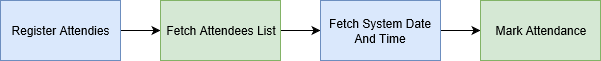 Register Attendies
Fetch Attendees List
Fetch System Date
And Time
Mark Attendance